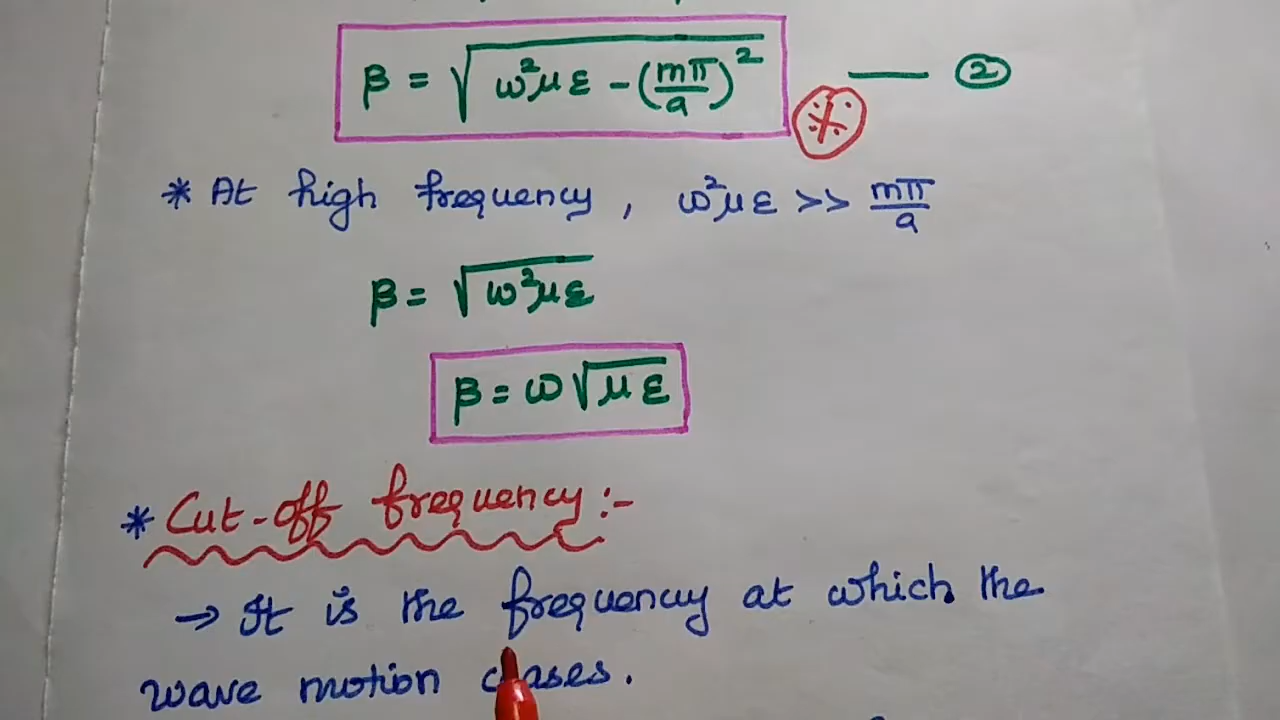 β = √(ω²με - (mπ/a)²) —— ②
* At high frequency, ω²με >> mπ/a
β = √ω²με
β = ω√με
* Cut-off frequency :-
→ It is the frequency at which the
wave motion ceases.